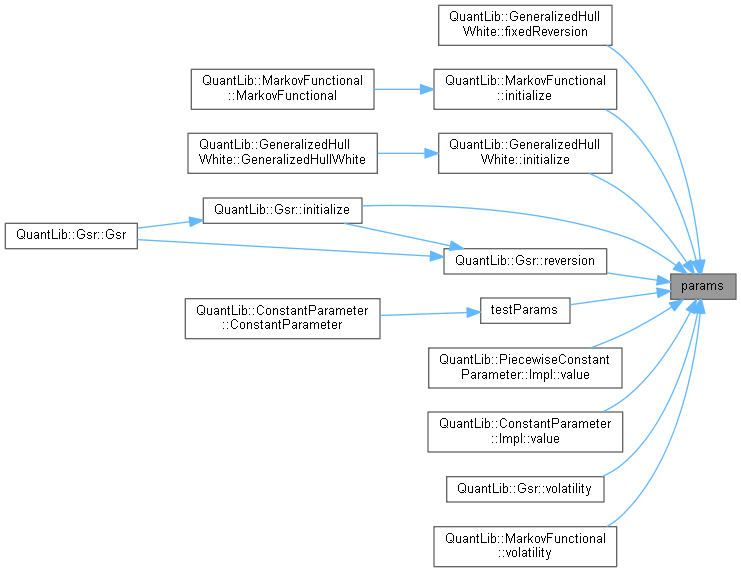 QuantLib::GeneralizedHull
White::fixedReversion
QuantLib::MarkovFunctional
::MarkovFunctional
QuantLib::MarkovFunctional
::initialize
QuantLib::GeneralizedHull
White::GeneralizedHullWhite
QuantLib::GeneralizedHull
White::initialize
QuantLib::Gsr::initialize
QuantLib::Gsr::Gsr
QuantLib::Gsr::reversion
params
QuantLib::ConstantParameter
::ConstantParameter
testParams
QuantLib::PiecewiseConstant
Parameter::Impl::value
QuantLib::ConstantParameter
::Impl::value
QuantLib::Gsr::volatility
QuantLib::MarkovFunctional
::volatility